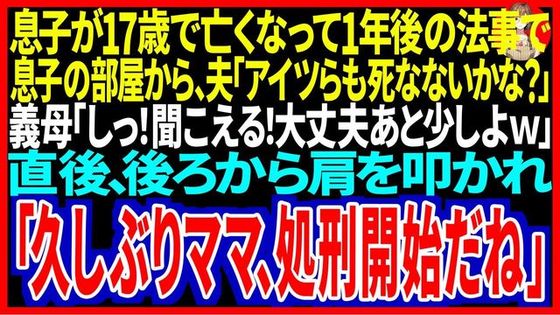 息子が17歳で亡くなって1年後の法事で
息子の部屋から、夫「アイツらも死なないかな?」
義母「しっ!聞こえる!大丈夫あと少しよw」
直後、後ろから肩を叩かれ
「久しぶりママ、処刑開始だね」